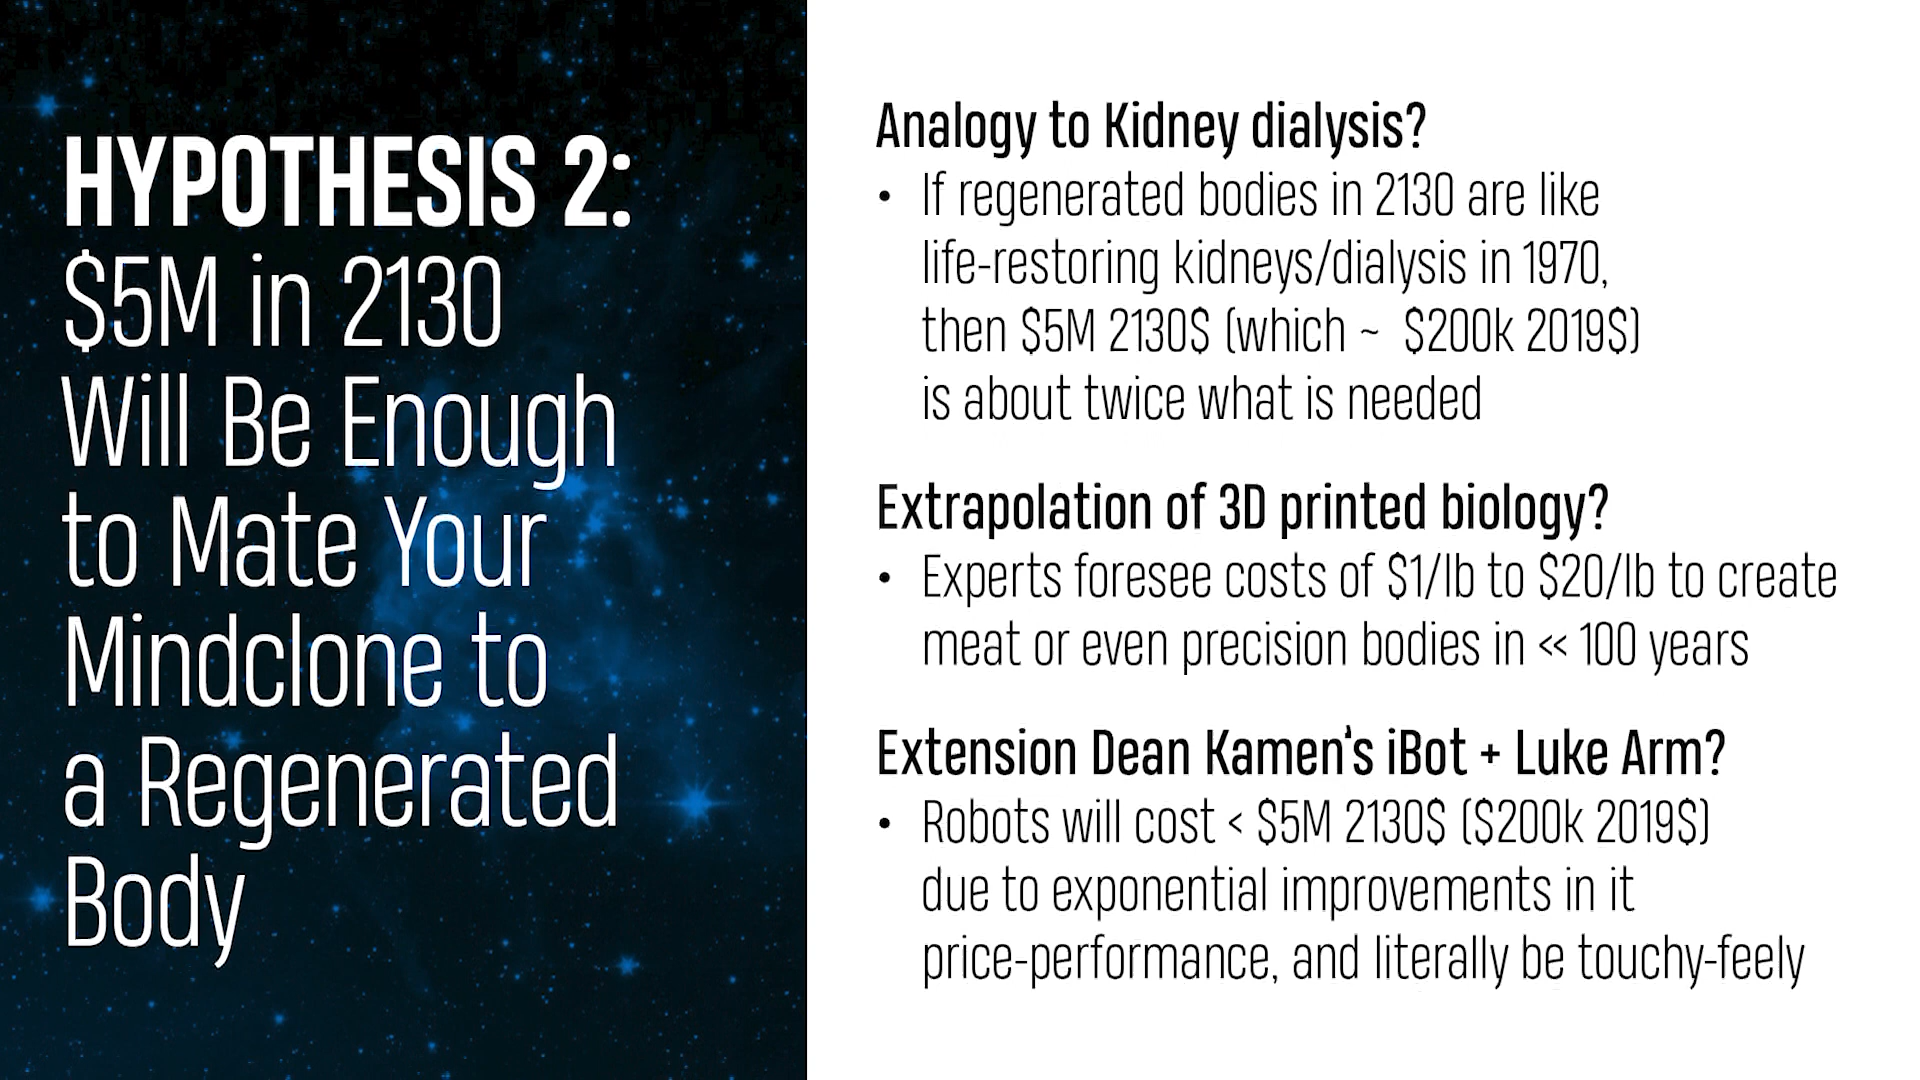 HYPOTHESIS 2:
$5M in 2130
Will Be Enough
to Mate Your
Mindclone to
a Regenerated
Body
Analogy to Kidney dialysis?
• If regenerated bodies in 2130 are like
life-restoring kidneys/dialysis in 1970,
then $5M 2130$ (which ~ $200k 2019$)
is about twice what is needed
Extrapolation of 3D printed biology?
• Experts foresee costs of $1/lb to $20/lb to create
meat or even precision bodies in << 100 years
Extension Dean Kamen's iBot + Luke Arm?
• Robots will cost < $5M 2130$ ($200k 2019$)
due to exponential improvements in it
price-performance, and literally be touchy-feely